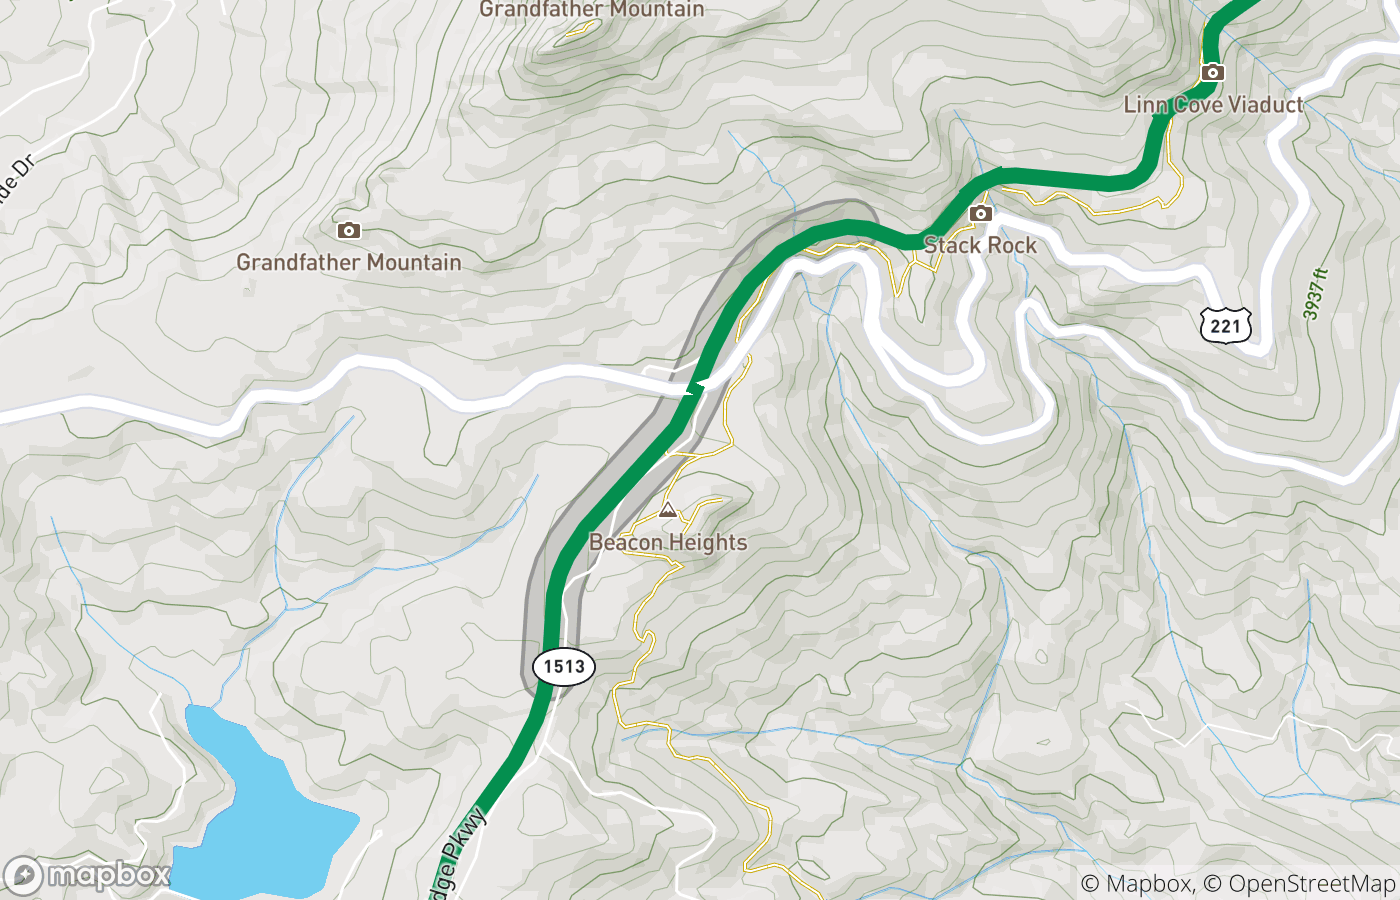 Grandfather Mountain
Linn Cove Viaduct
de Dr
Grandfather Mountain
Stack Rock
3937 ft
221
Beacon Heights
1513
dge Pkwy
mapbox
© Mapbox, © OpenStreetMap